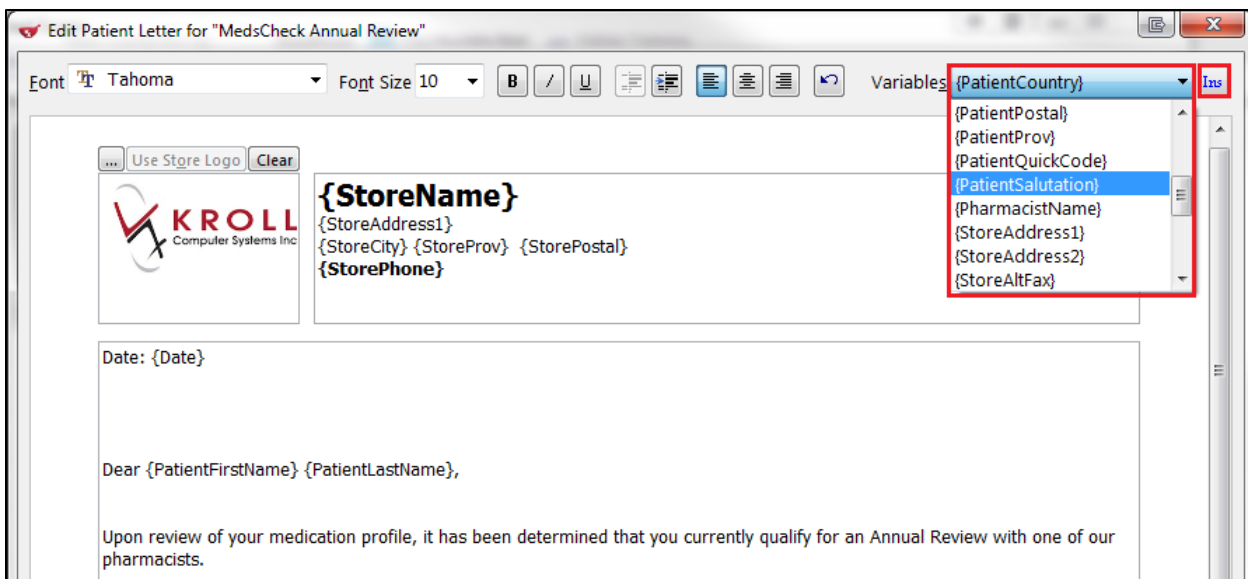 Edit Patient Letter for "MedsCheck Annual Review"
Font Tr Tahoma Font Size 10 B I U Variables {PatientCountry} Ins
{PatientPostal}
{PatientProv}
{PatientQuickCode}
{PatientSalutation}
{PharmacistName}
{StoreAddress1}
{StoreAddress2}
{StoreAltFax}
... Use Store Logo Clear
KROLL
Computer Systems Inc
{StoreName}
{StoreAddress1}
{StoreCity} {StoreProv} {StorePostal}
{StorePhone}
Date: {Date}
Dear {PatientFirstName} {PatientLastName},
Upon review of your medication profile, it has been determined that you currently qualify for an Annual Review with one of our
pharmacists.